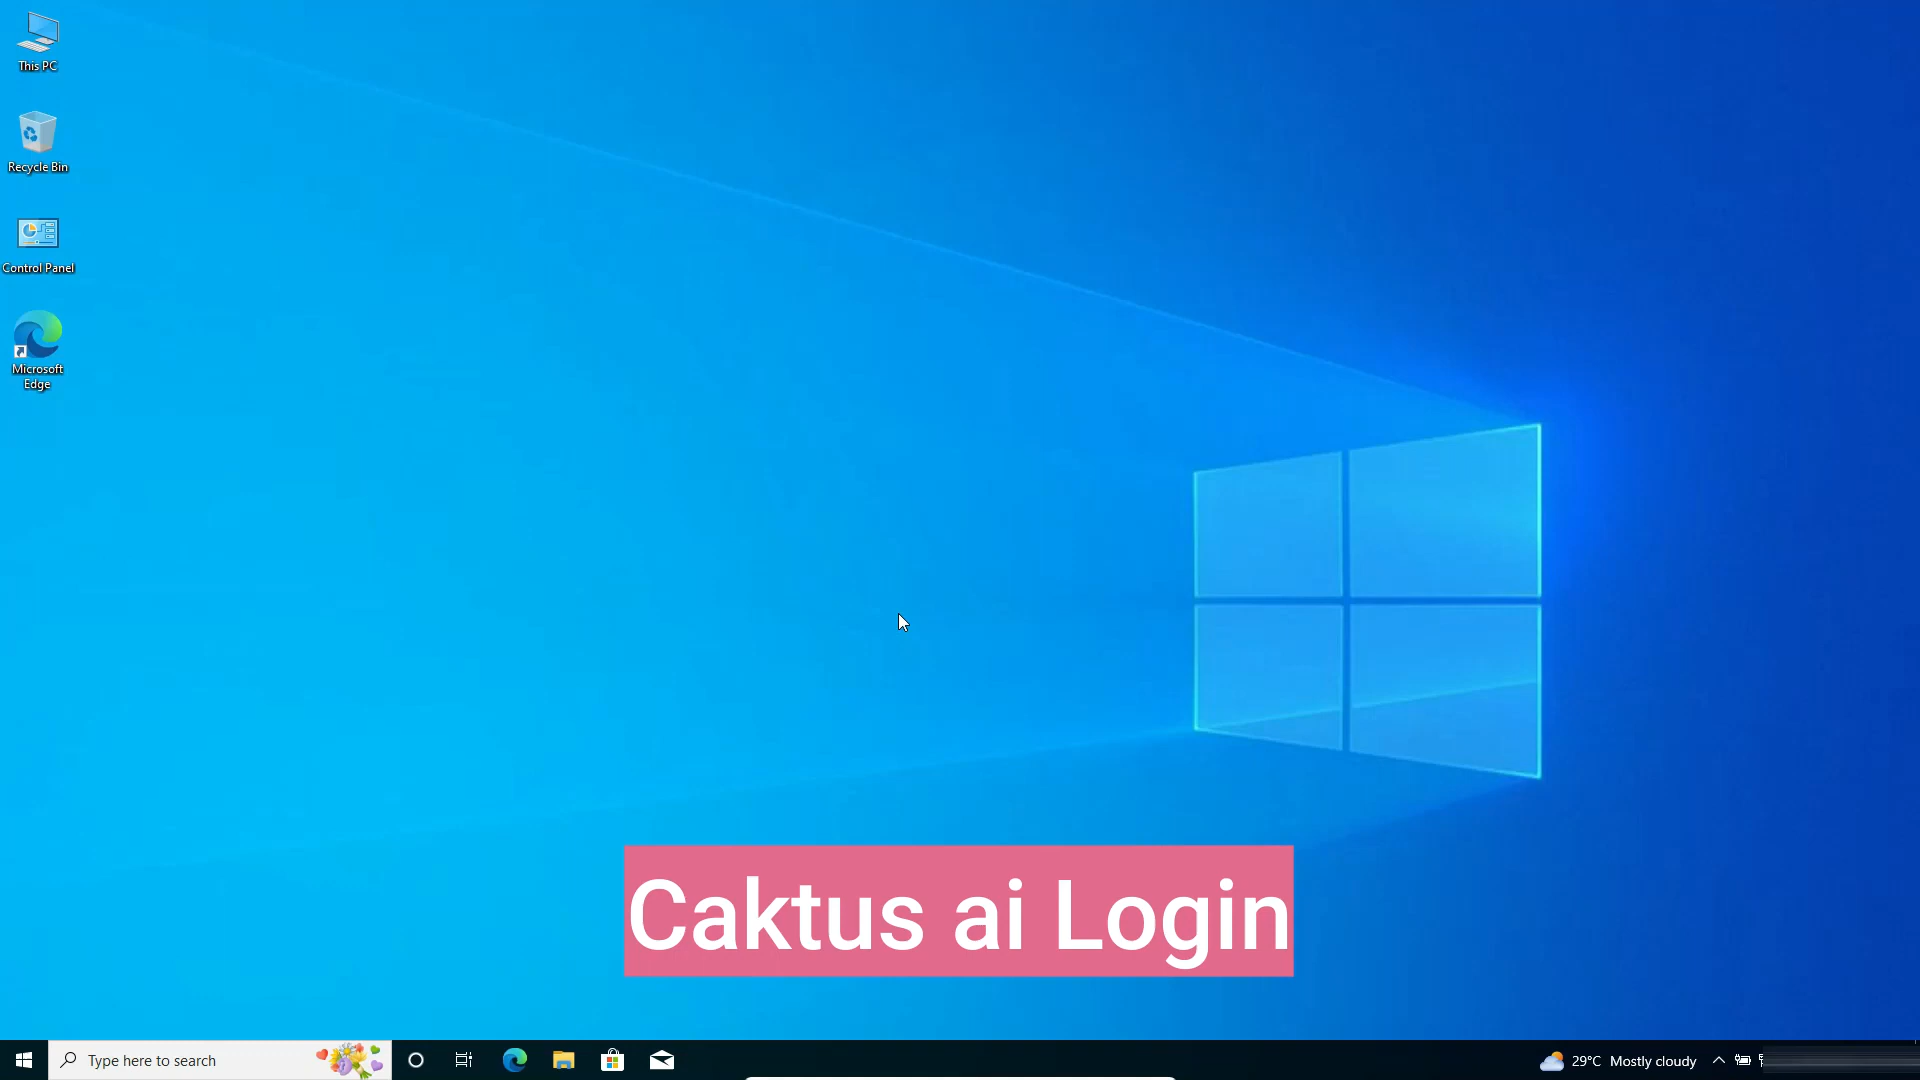 This PC
Recycle Bin
Control Panel
Microsoft
Edge
Caktus ai Login
Type here to search
29°C Mostly cloudy